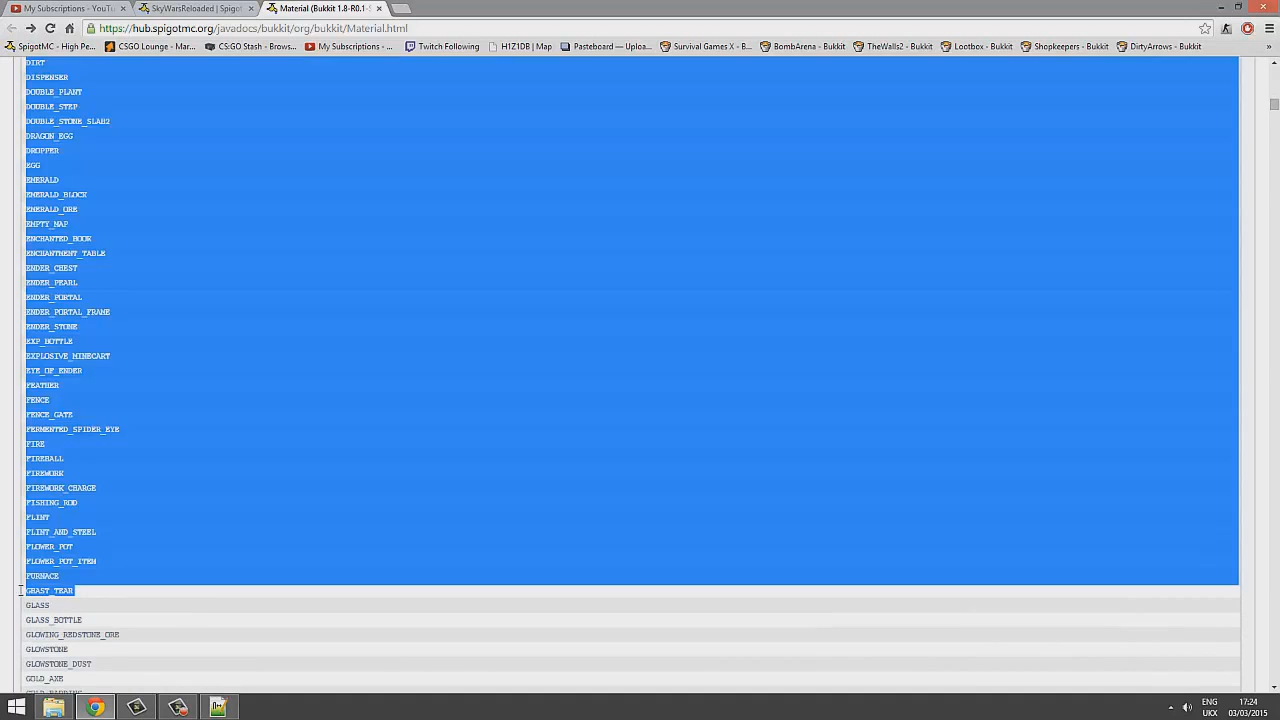 My Subscriptions - YouTu
SkyWarsReloaded | Spigot
Material (Bukkit 1.8-R0.1-S
https://hub.spigotmc.org/javadocs/bukkit/org/bukkit/Material.html
SpigotMC - High Pe...
CSGO Lounge - Mar...
CS:GO Stash - Brows...
My Subscriptions - ...
Twitch Following
H1Z1DB | Map
Pasteboard — Uploa...
Survival Games X - B...
BombArena - Bukkit
TheWalls2 - Bukkit
Lootbox - Bukkit
Shopkeepers - Bukkit
DirtyArrows - Bukkit
»
DIRT
DISPENSER
DOUBLE_PLANT
DOUBLE_STEP
DOUBLE_STONE_SLAB2
DRAGON_EGG
DROPPER
EGG
EMERALD
EMERALD_BLOCK
EMERALD_ORE
EMPTY_MAP
ENCHANTED_BOOK
ENCHANTMENT_TABLE
ENDER_CHEST
ENDER_PEARL
ENDER_PORTAL
ENDER_PORTAL_FRAME
ENDER_STONE
EXP_BOTTLE
EXPLOSIVE_MINECART
EYE_OF_ENDER
FEATHER
FENCE
FENCE_GATE
FERMENTED_SPIDER_EYE
FIRE
FIREBALL
FIREWORK
FIREWORK_CHARGE
FISHING_ROD
FLINT
FLINT_AND_STEEL
FLOWER_POT
FLOWER_POT_ITEM
FURNACE
GHAST_TEAR
GLASS
GLASS_BOTTLE
GLOWING_REDSTONE_ORE
GLOWSTONE
GLOWSTONE_DUST
GOLD_AXE
ENG
UKX
17:24
03/03/2015